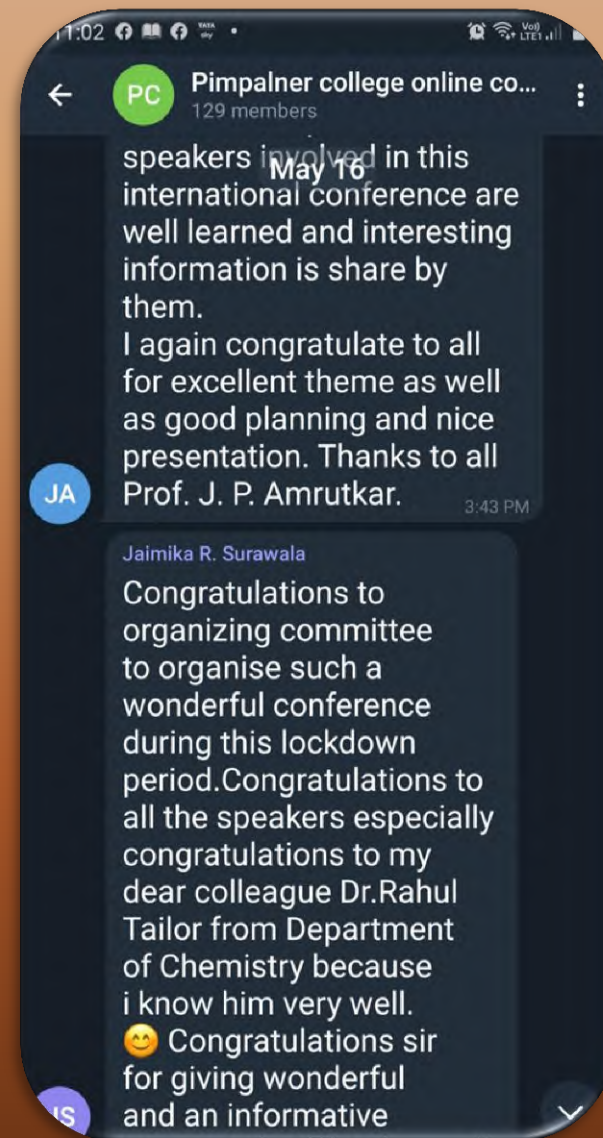 11:02
Vo))
LTE1
TATA
sky
PC
Pimpalner college online co...
129 members
speakers involved in this
May 16
international conference are
well learned and interesting
information is share by
them.
I again congratulate to all
for excellent theme as well
as good planning and nice
presentation. Thanks to all
Prof. J. P. Amrutkar.
3:43 PM
JA
Jaimika R. Surawala
Congratulations to
organizing committee
to organise such a
wonderful conference
during this lockdown
period.Congratulations to
all the speakers especially
congratulations to my
dear colleague Dr.Rahul
Tailor from Department
of Chemistry because
i know him very well.
😊 Congratulations sir
for giving wonderful
and an informative
JS